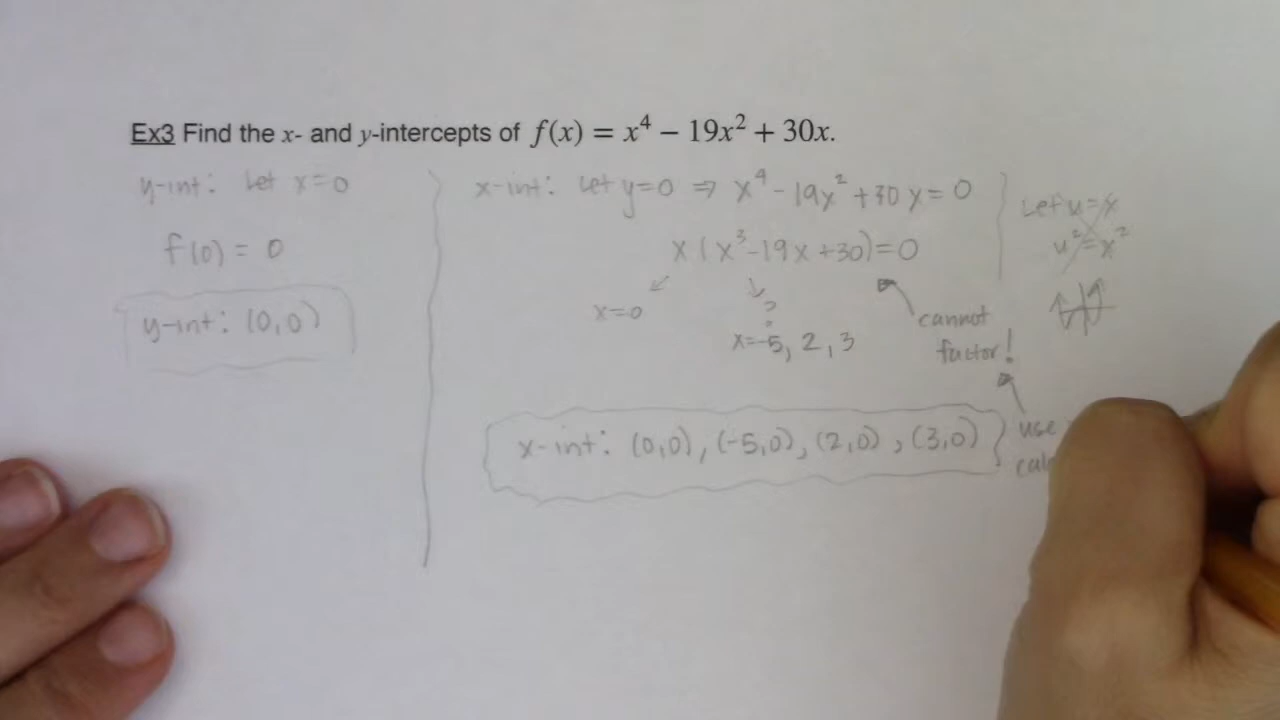 Ex3 Find the x- and y-intercepts of f(x) = x⁴ − 19x² + 30x.
y-int: Let x=0
f(0) = 0
y-int: (0,0)
x-int: Let y=0 ⇒ x⁴ - 19x² + 30x = 0
x(x³-19x+30)=0
x=0
?
x=-5, 2, 3
cannot
factor!
x-int: (0,0), (-5,0), (2,0), (3,0)
Let u=x
u²=x²
use